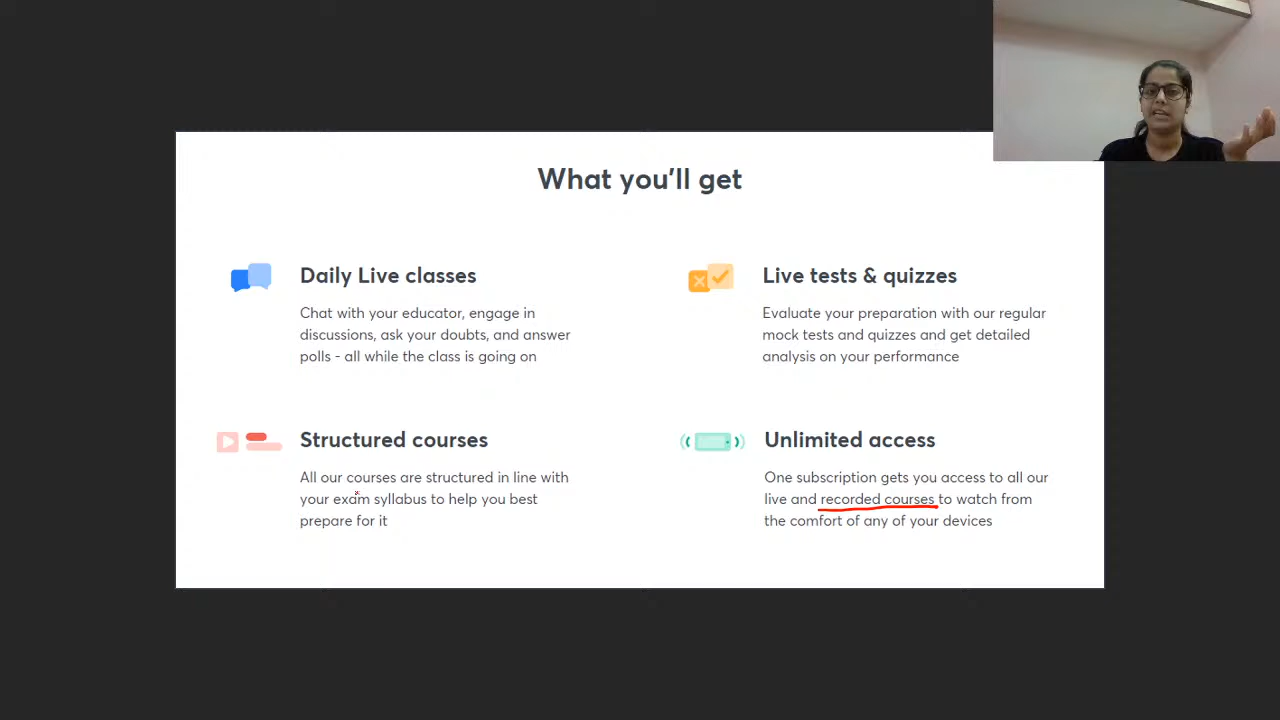 What you'll get
Daily Live classes
Chat with your educator, engage in
discussions, ask your doubts, and answer
polls - all while the class is going on
Live tests & quizzes
Evaluate your preparation with our regular
mock tests and quizzes and get detailed
analysis on your performance
Structured courses
All our courses are structured in line with
your exam syllabus to help you best
prepare for it
Unlimited access
One subscription gets you access to all our
live and recorded courses to watch from
the comfort of any of your devices